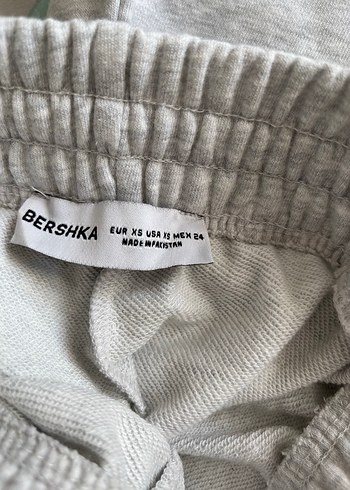 BERSHKA
EUR XS USA XS MEX 24
MADE IN PAKISTAN